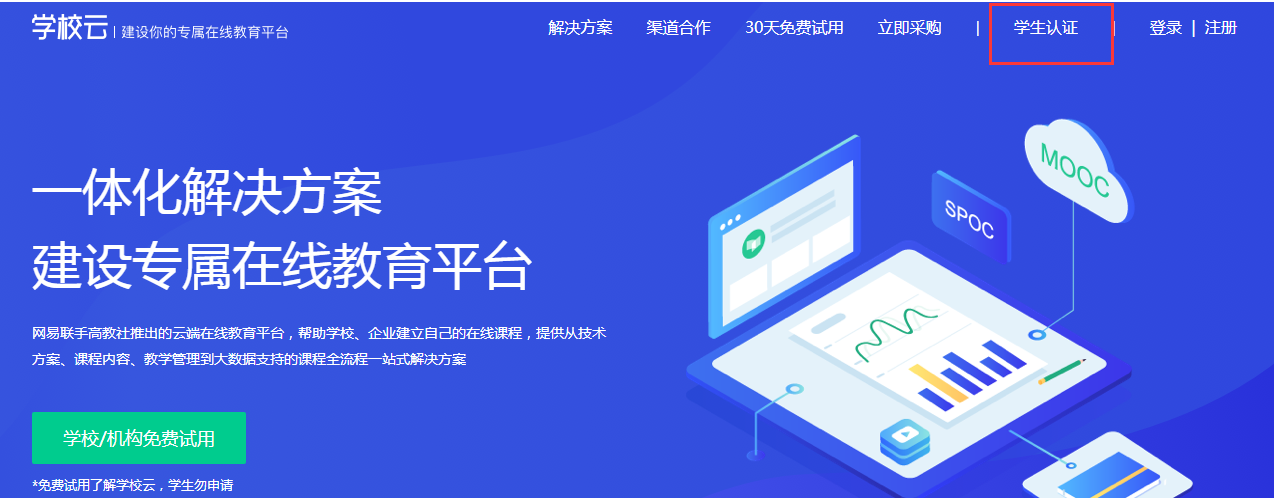 学校云 | 建设你的专属在线教育平台
解决方案 渠道合作 30天免费试用 立即采购 | 学生认证 | 登录 | 注册
一体化解决方案
建设专属在线教育平台
网易联手高教社推出的云端在线教育平台，帮助学校、企业建立自己的在线课程，提供从技术
方案、课程内容、教学管理到大数据支持的课程全流程一站式解决方案
学校/机构免费试用
*免费试用了解学校云，学生勿申请
MOOC
SPOC